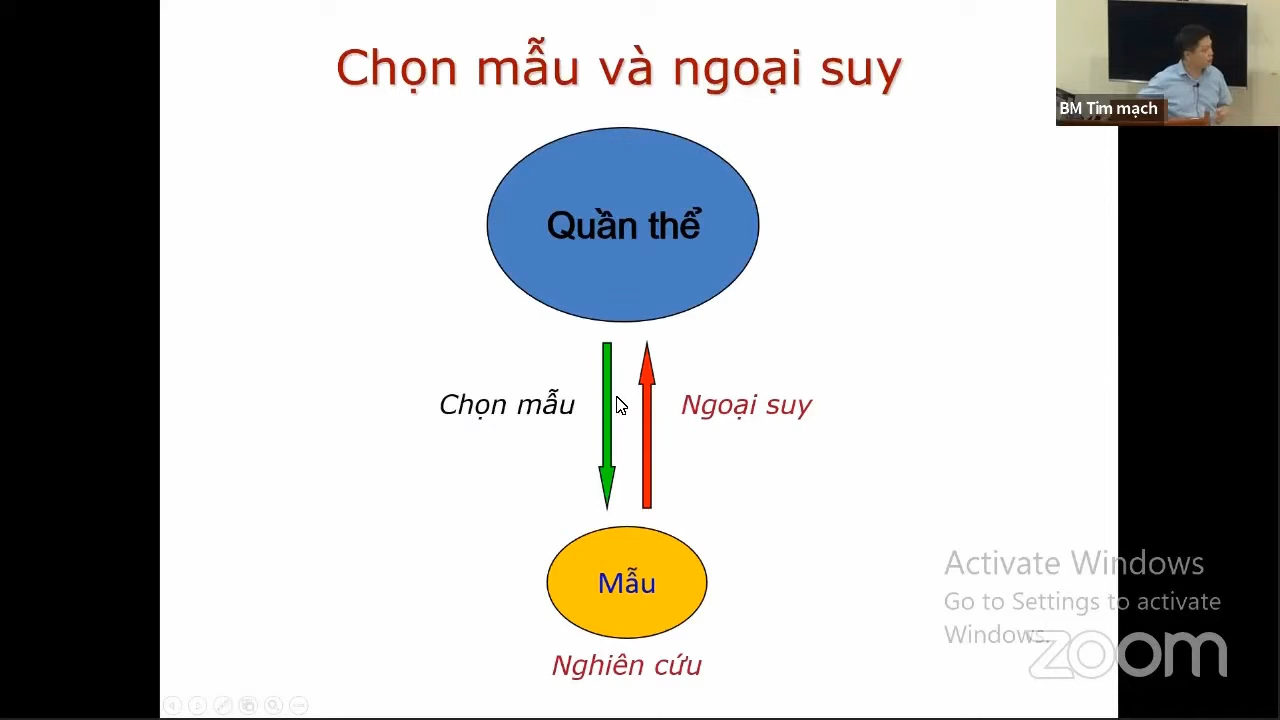 Chọn mẫu và ngoại suy
BM Tim mạch
Quần thể
Chọn mẫu
Ngoại suy
Mẫu
Nghiên cứu
Activate Windows
Go to Settings to activate
Windows.
zoom